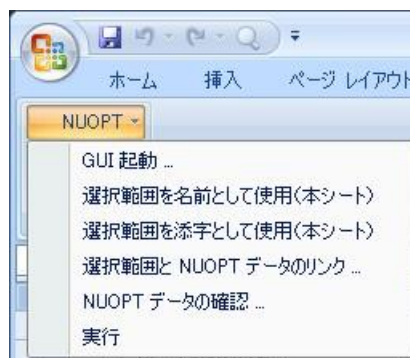 ホーム 挿入 ページ レイアウト
NUOPT
GUI 起動 ...
選択範囲を名前として使用(本シート)
選択範囲を添字として使用(本シート)
選択範囲と NUOPT データのリンク ...
NUOPT データの確認 ...
実行